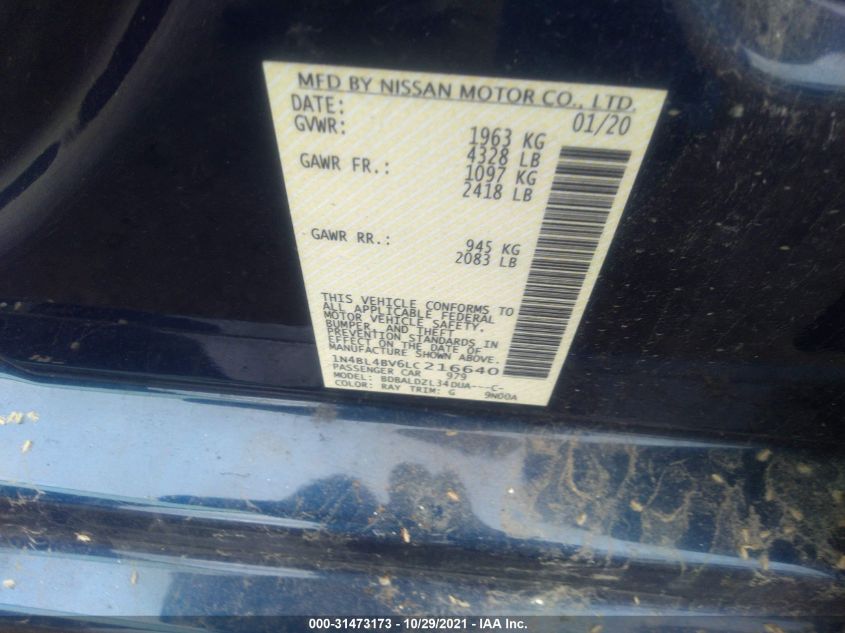 MFD BY NISSAN MOTOR CO., LTD.
DATE: 01/20
GVWR: 1963 KG
4328 LB
GAWR FR.: 1097 KG
2418 LB
GAWR RR.: 945 KG
2083 LB
THIS VEHICLE CONFORMS TO
ALL APPLICABLE FEDERAL
MOTOR VEHICLE SAFETY,
BUMPER, AND THEFT
PREVENTION STANDARDS IN
EFFECT ON THE DATE OF
MANUFACTURE SHOWN ABOVE.
1N4BL4BV6LC216640
PASSENGER CAR 979
MODEL: BDBALDZL34DUA---C-
COLOR: RAY TRIM: G 9N00A
000-31473173 - 10/29/2021 - IAA Inc.